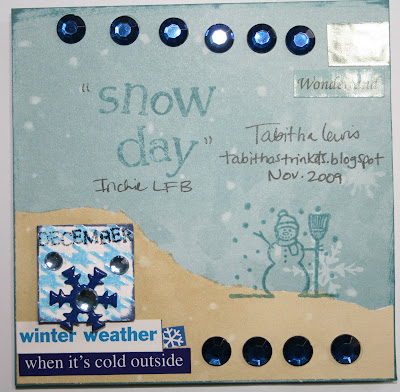 Wonderland
"snow
day"
Tabitha Lewis
tabithastrinkets.blogspot
Nov. 2009
Inchie LFB
DECEMBER
winter weather
when it's cold outside